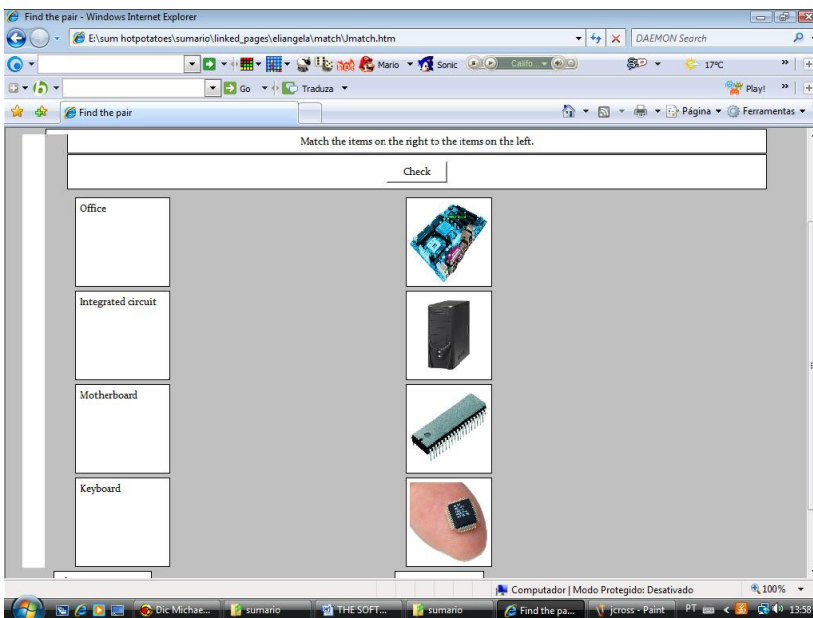 Find the pair - Windows Internet Explorer
E:\sum hotpotatoes\sumario\linked_pages\eliangela\match\Jmatch.htm
DAEMON Search
Mario
Sonic
Califo...
17°C
Go
Traduza
Play!
Find the pair
Página
Ferramentas
Match the items on the right to the items on the left.
Check
Office
Integrated circuit
Motherboard
Keyboard
Computador | Modo Protegido: Desativado
100%
Dic Michae...
sumario
THE SOFT...
sumario
Find the pa...
jcross - Paint
PT
13:58